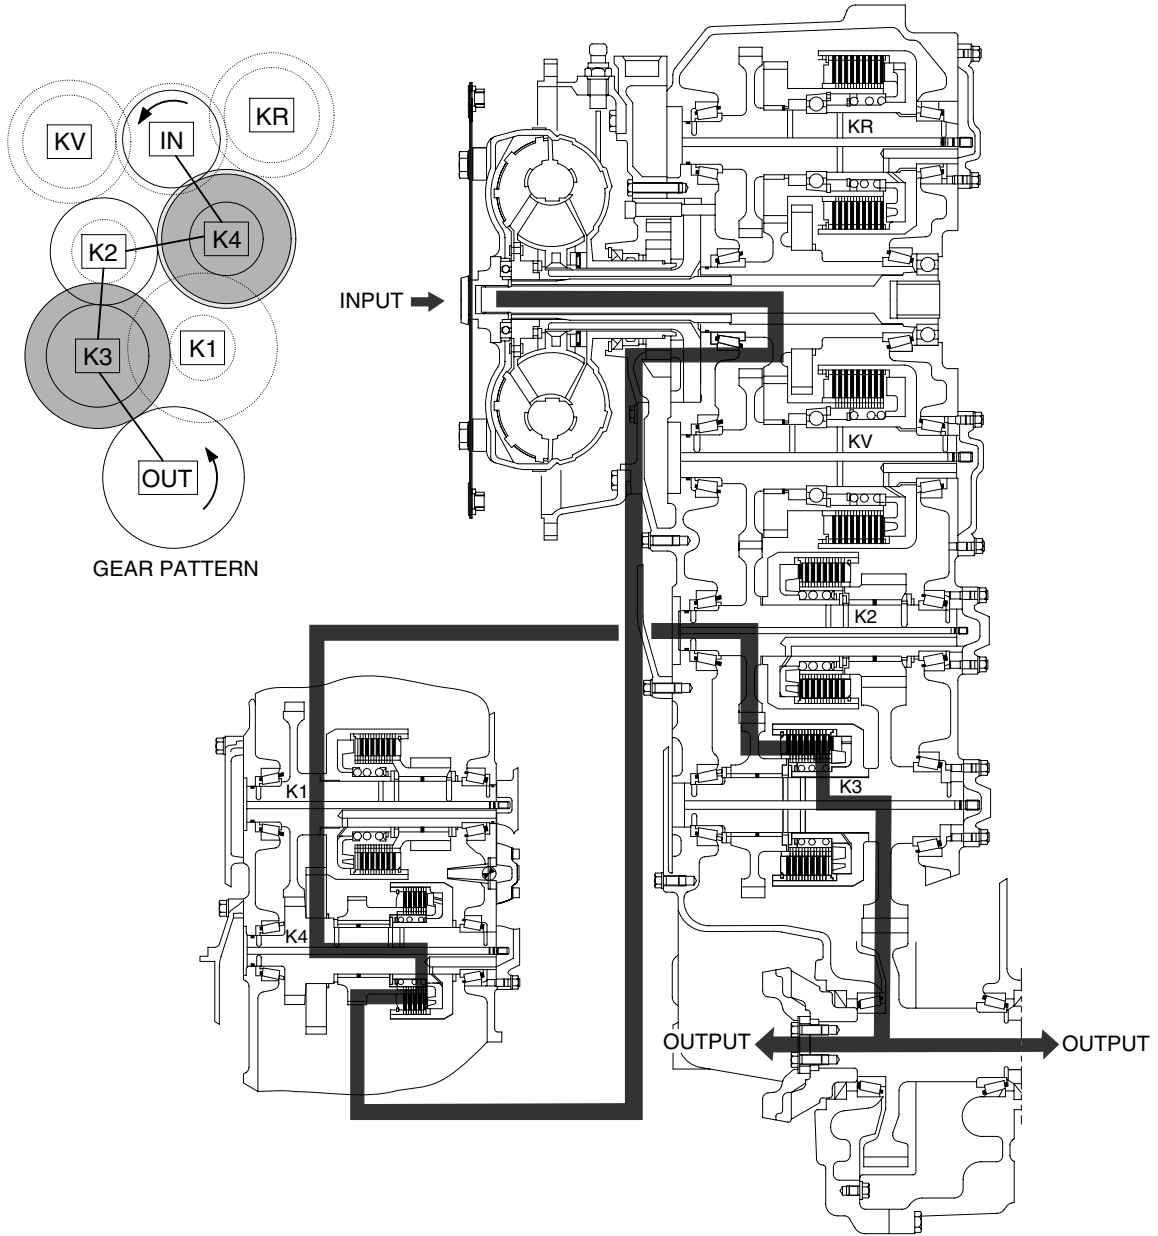 KV
IN
KR
K2
K4
K3
K1
OUT
GEAR PATTERN
INPUT
KR
KV
K2
K3
K1
K4
OUTPUT
OUTPUT